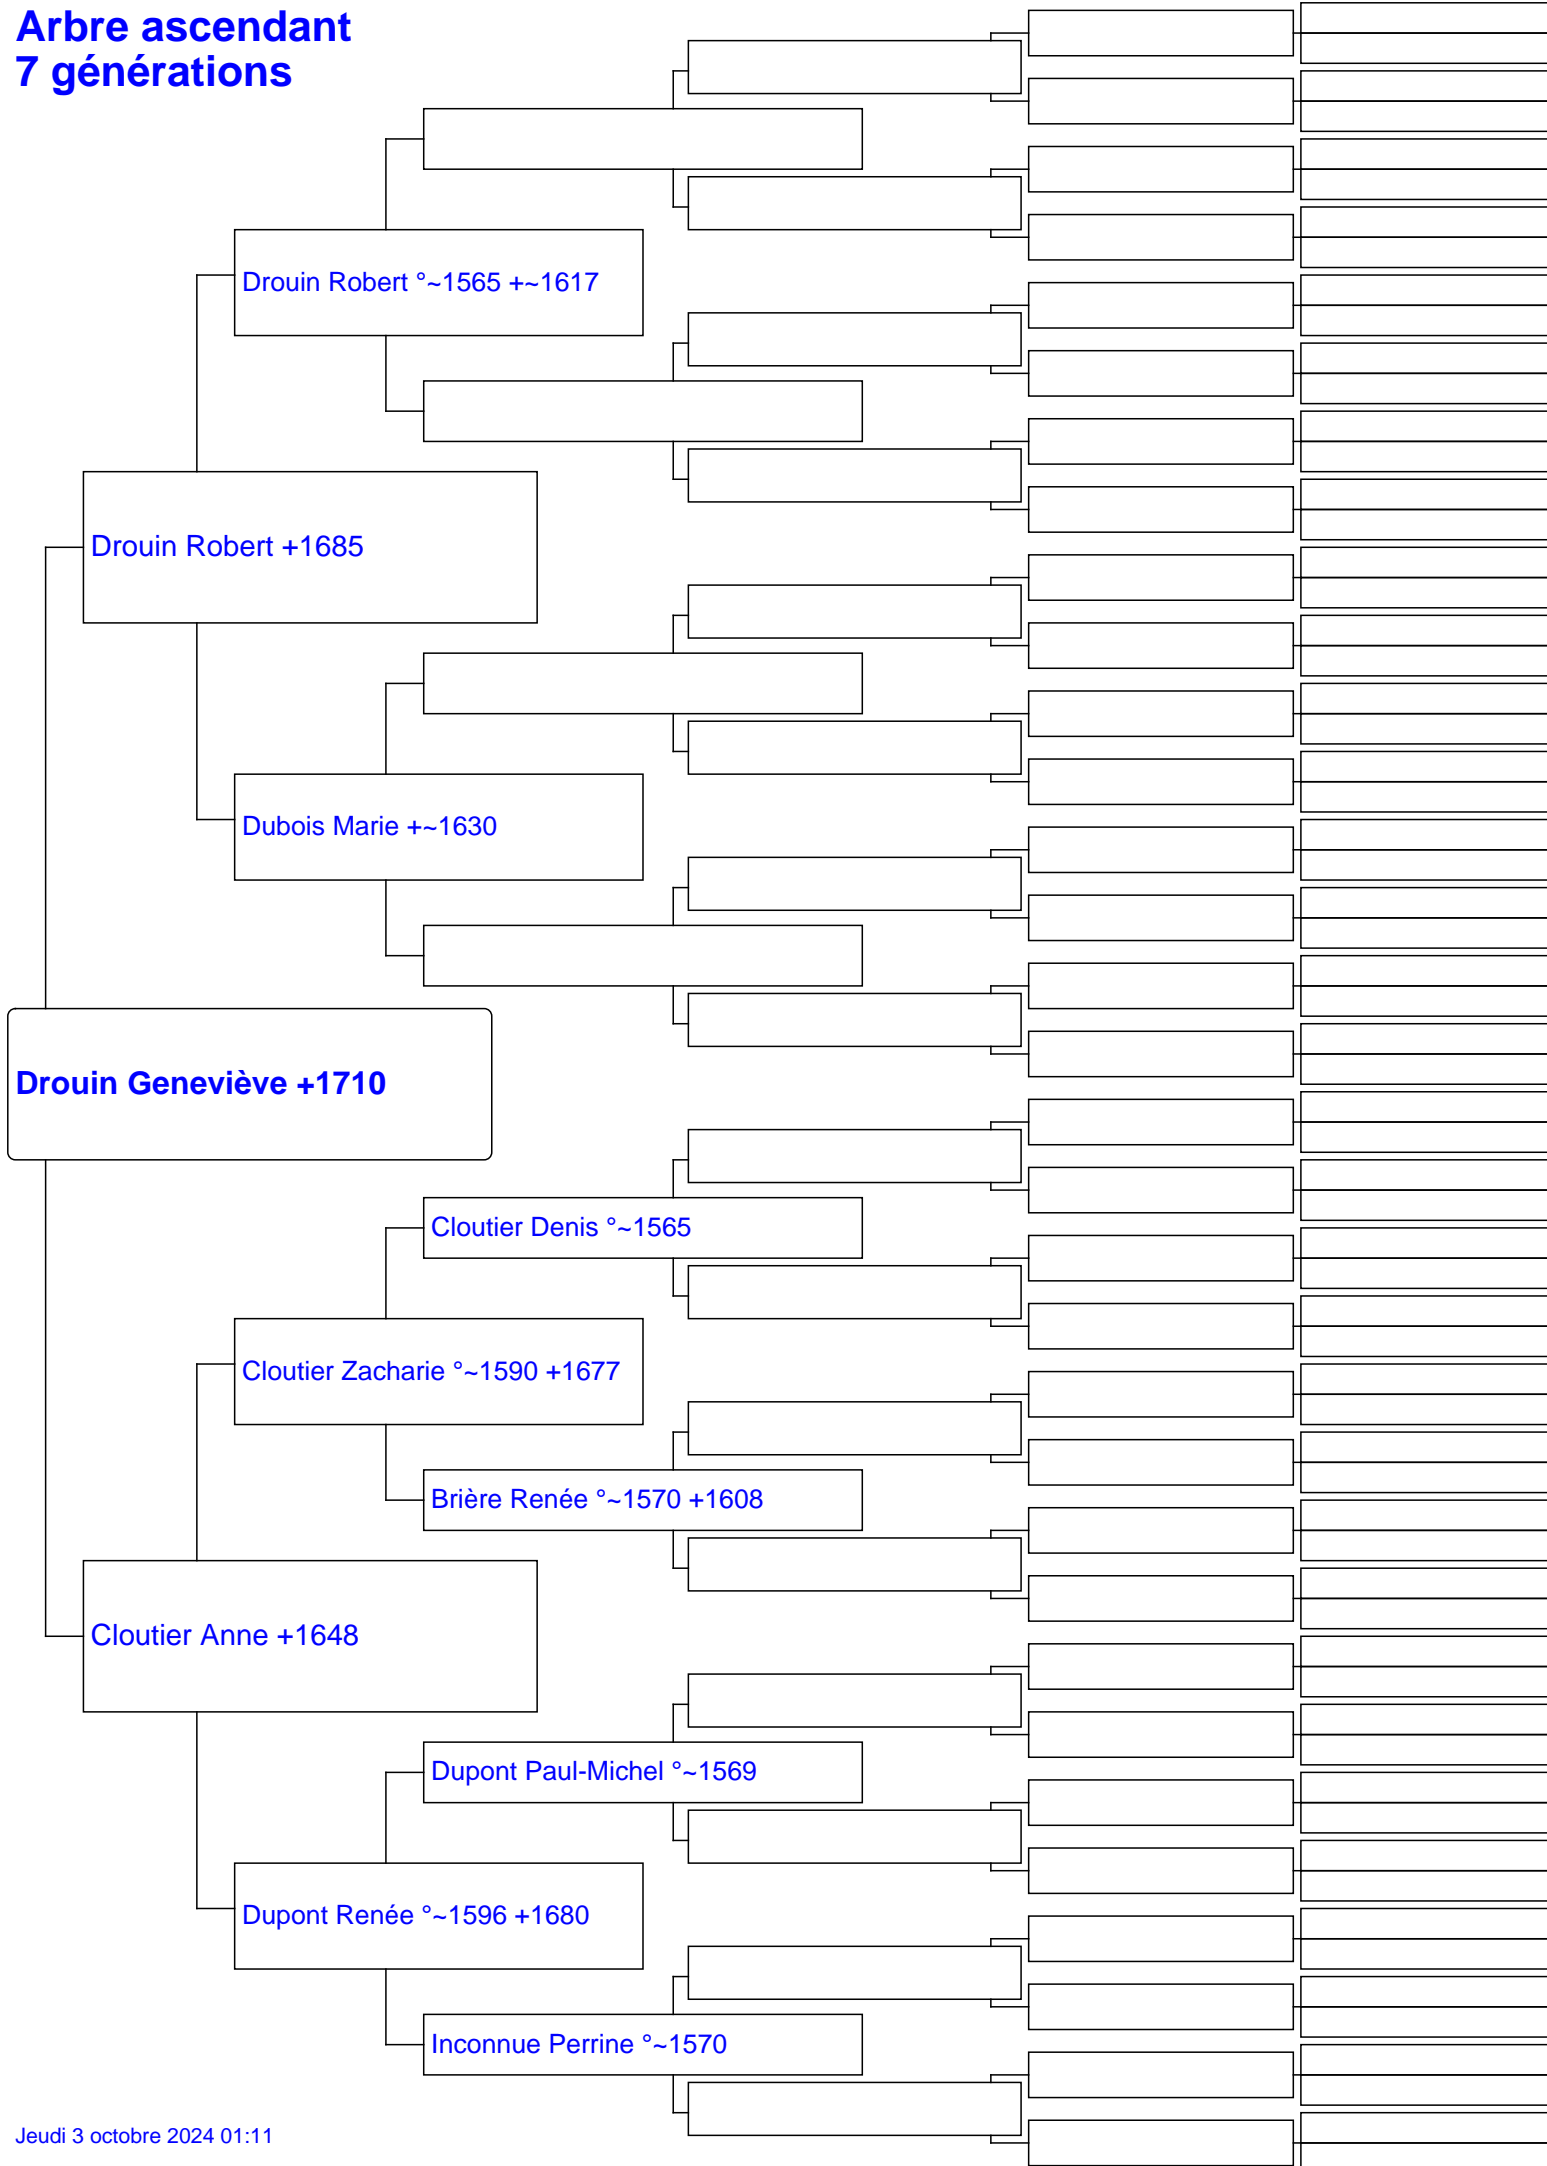 Arbre ascendant
7 générations
Drouin Robert °~1565 +~1617
Drouin Robert +1685
Dubois Marie +~1630
Drouin Geneviève +1710
Cloutier Denis °~1565
Cloutier Zacharie °~1590 +1677
Brière Renée °~1570 +1608
Cloutier Anne +1648
Dupont Paul-Michel °~1569
Dupont Renée °~1596 +1680
Inconnue Perrine °~1570
Jeudi 3 octobre 2024 01:11